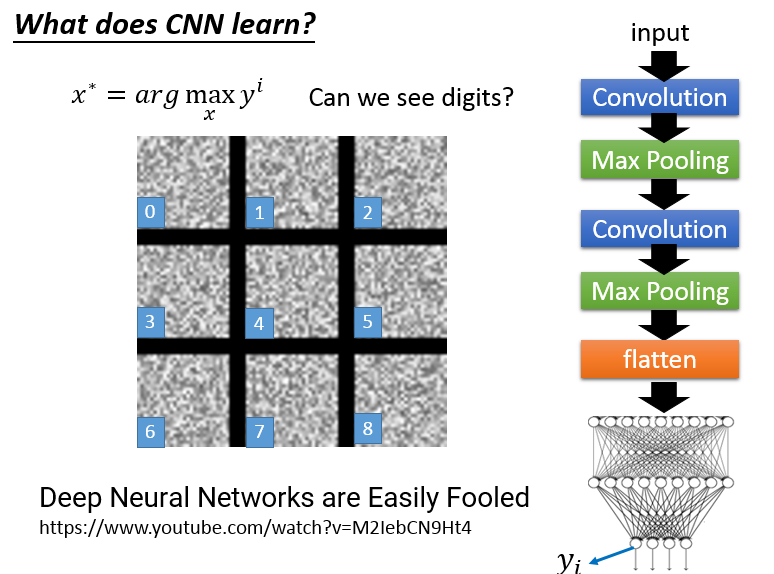 What does CNN learn?
x* = arg max y^i
x
Can we see digits?
0
1
2
3
4
5
6
7
8
Deep Neural Networks are Easily Fooled
https://www.youtube.com/watch?v=M2IebCN9Ht4
input
Convolution
Max Pooling
Convolution
Max Pooling
flatten
y_i